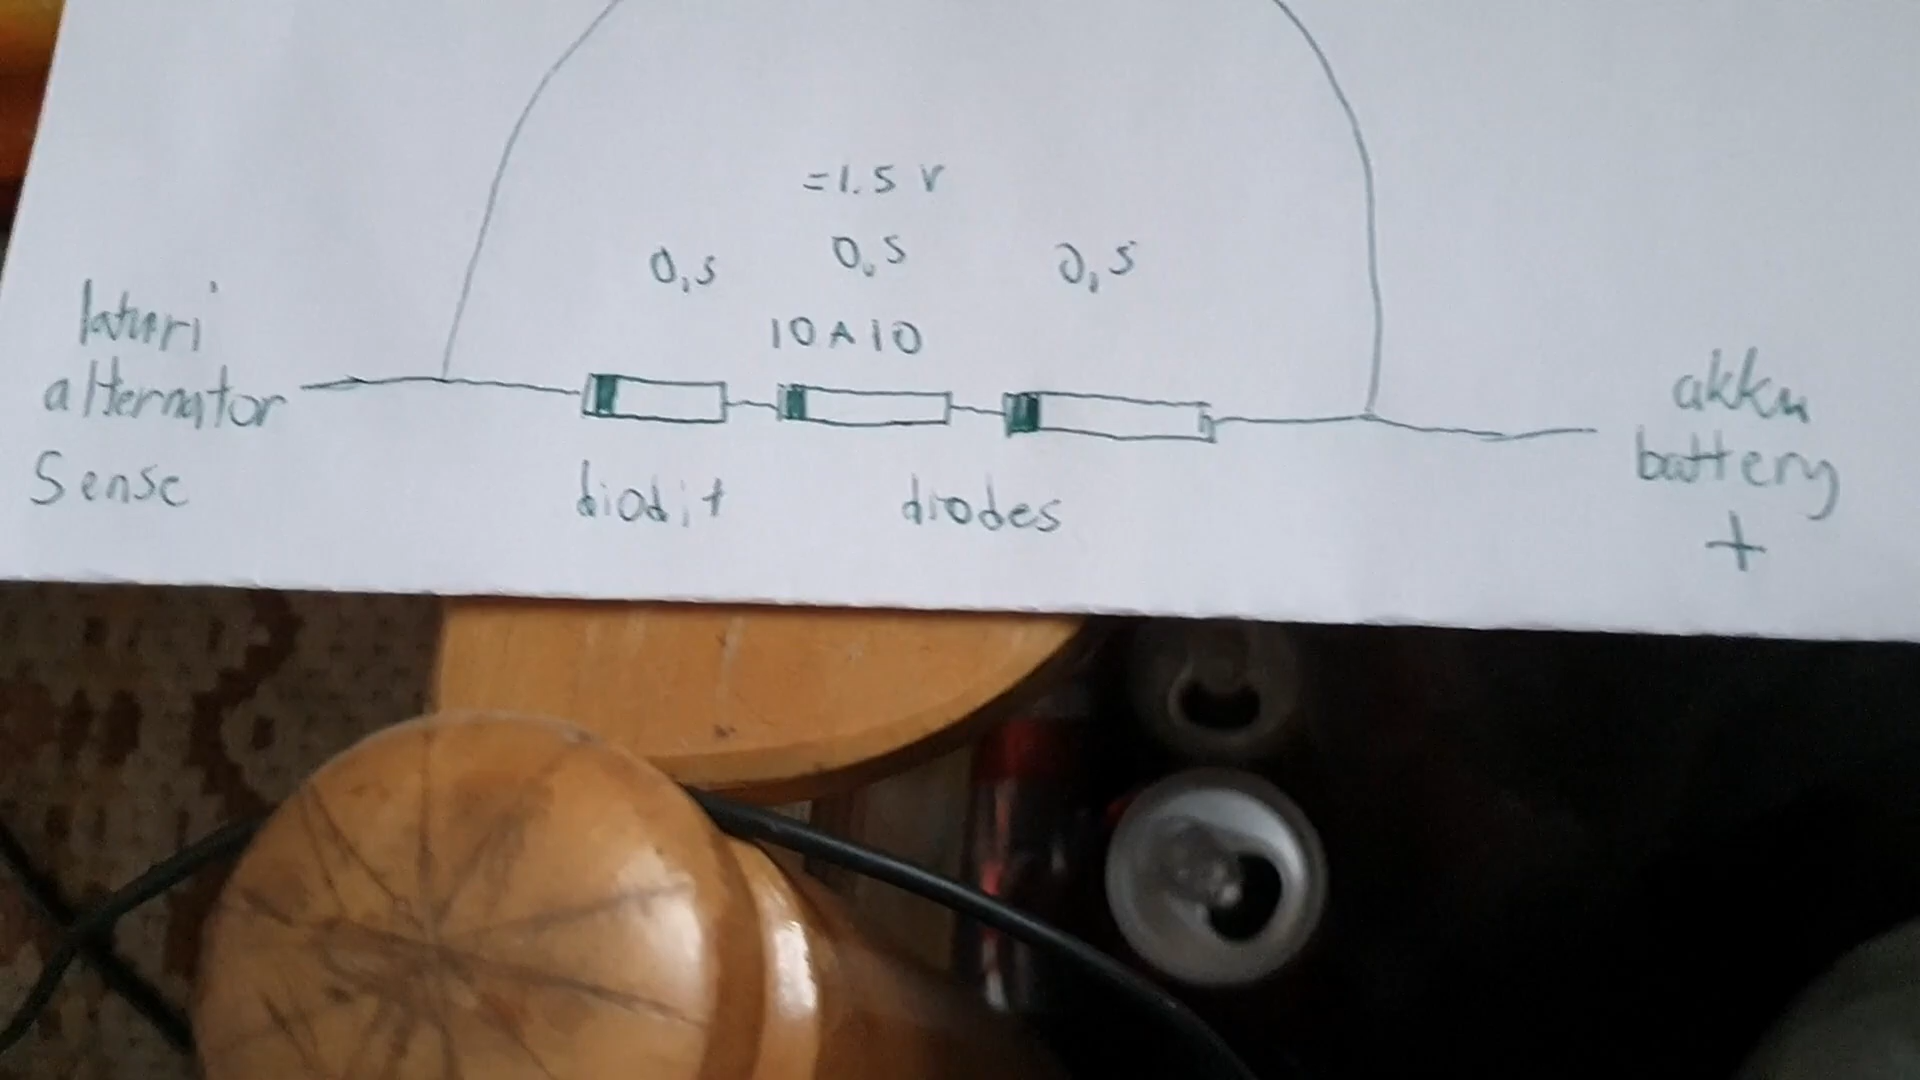 =1.5 V
0,5 0,5 0,5
10A10
laturi
alternator
Sense
diodit diodes
akku
battery
+